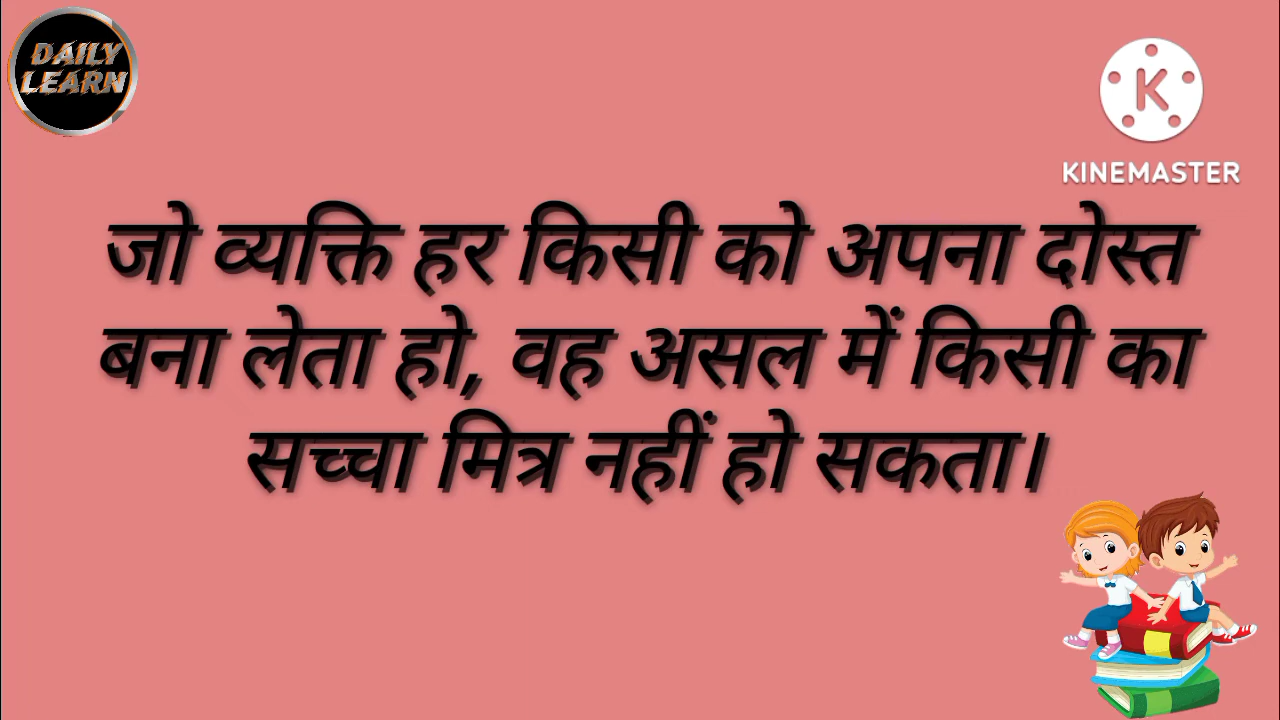 DAILY
LEARN
K
KINEMASTER
जो व्यक्ति हर किसी को अपना दोस्त
बना लेता हो, वह असल में किसी का
सच्चा मित्र नहीं हो सकता।